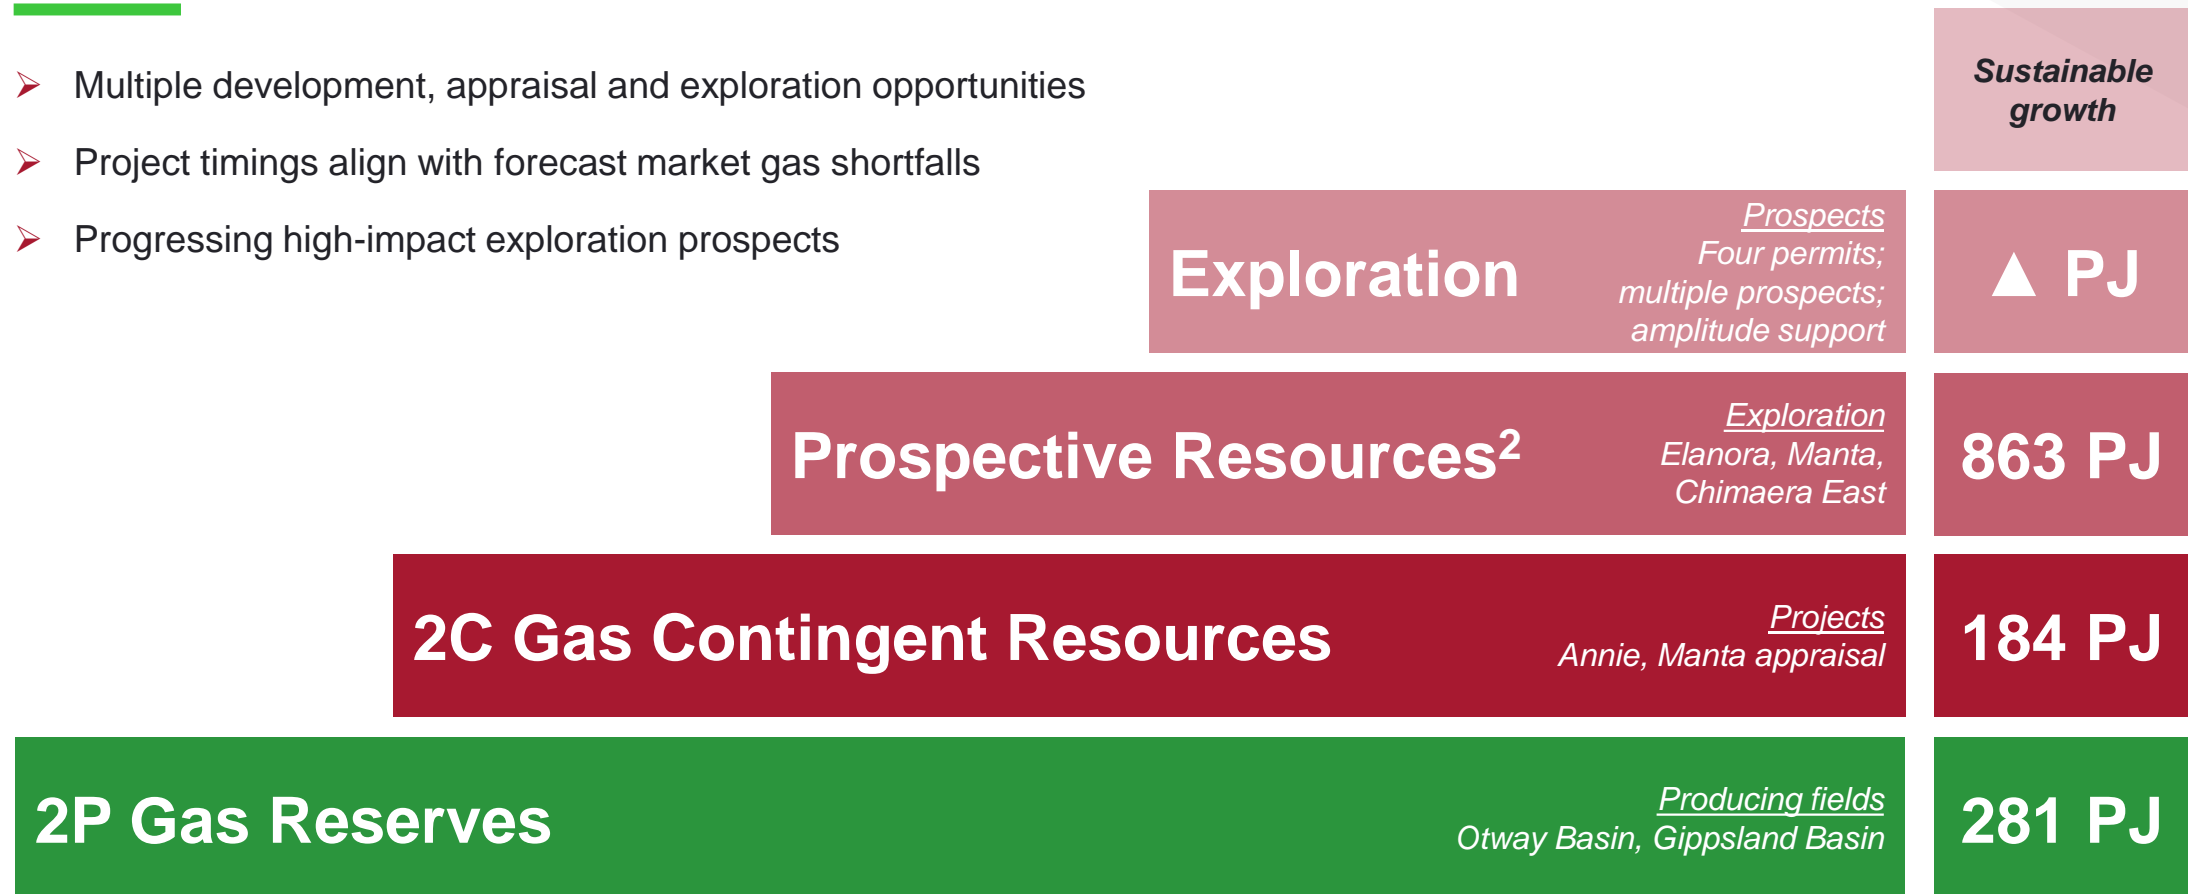 Multiple development, appraisal and exploration opportunities
Project timings align with forecast market gas shortfalls
Progressing high-impact exploration prospects
Sustainable
growth
Exploration
Prospects
Four permits;
multiple prospects;
amplitude support
▲ PJ
Prospective Resources²
Exploration
Elanora, Manta,
Chimaera East
863 PJ
2C Gas Contingent Resources
Projects
Annie, Manta appraisal
184 PJ
2P Gas Reserves
Producing fields
Otway Basin, Gippsland Basin
281 PJ